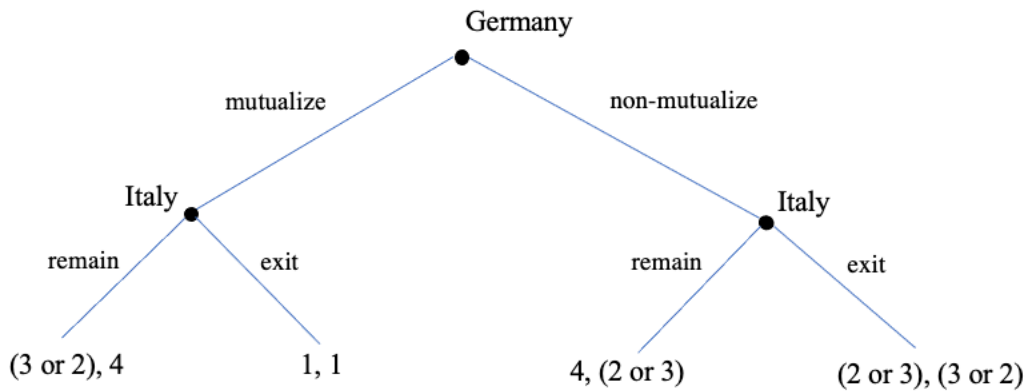 Germany
mutualize
non-mutualize
Italy
Italy
remain
exit
remain
exit
(3 or 2), 4
1, 1
4, (2 or 3)
(2 or 3), (3 or 2)